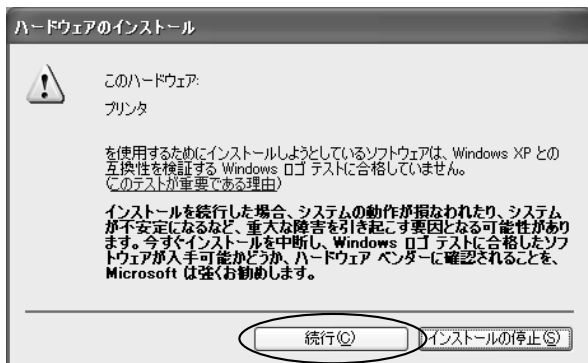 ハードウェアのインストール
このハードウェア:
プリンタ
を使用するためにインストールしようとしているソフトウェアは、Windows XP との
互換性を検証する Windows ロゴ テストに合格していません。
(このテストが重要である理由)
インストールを続行した場合、システムの動作が損なわれたり、システム
が不安定になるなど、重大な障害を引き起こす要因となる可能性があり
ます。今すぐインストールを中断し、Windows ロゴ テストに合格したソフ
トウェアが入手可能かどうか、ハードウェア ベンダーに確認されることを、
Microsoft は強くお勧めします。
続行(C) インストールの停止(S)